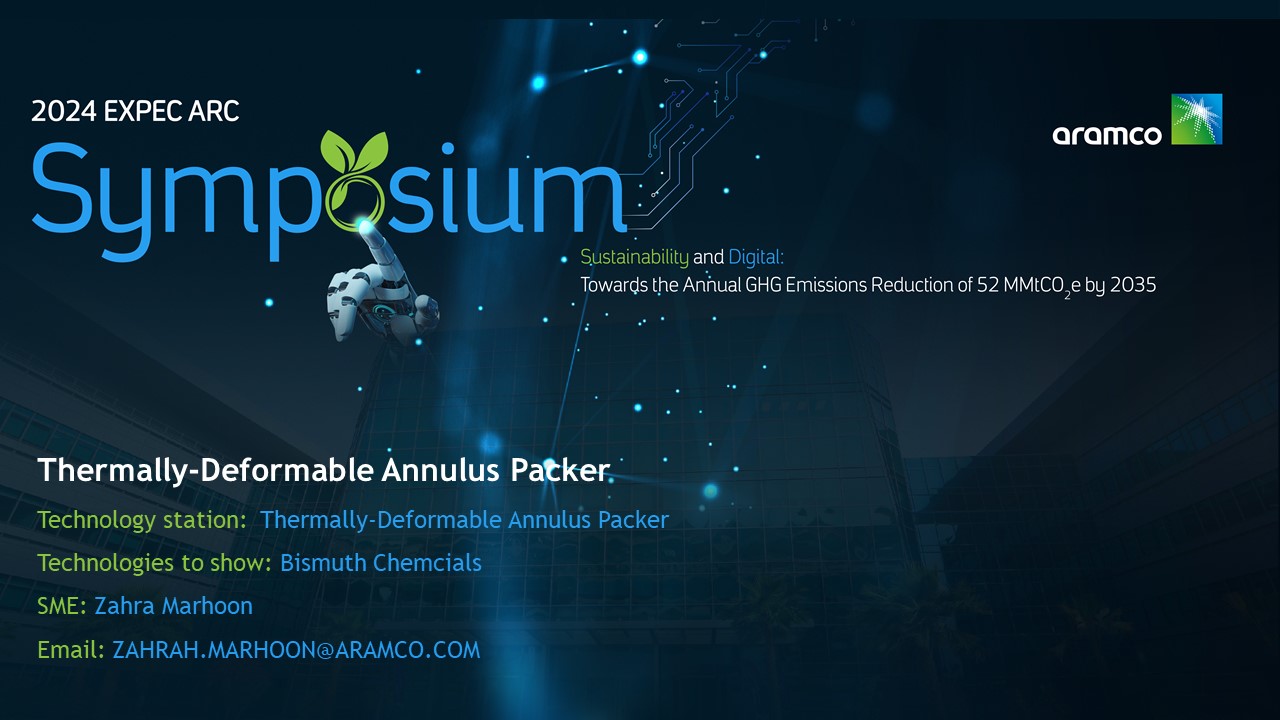 2024 EXPEC ARC
Symposium
aramco
Sustainability and Digital:
Towards the Annual GHG Emissions Reduction of 52 MMtCO2e by 2035
Thermally-Deformable Annulus Packer
Technology station: Thermally-Deformable Annulus Packer
Technologies to show: Bismuth Chemcials
SME: Zahra Marhoon
Email: ZAHRAH.MARHOON@ARAMCO.COM